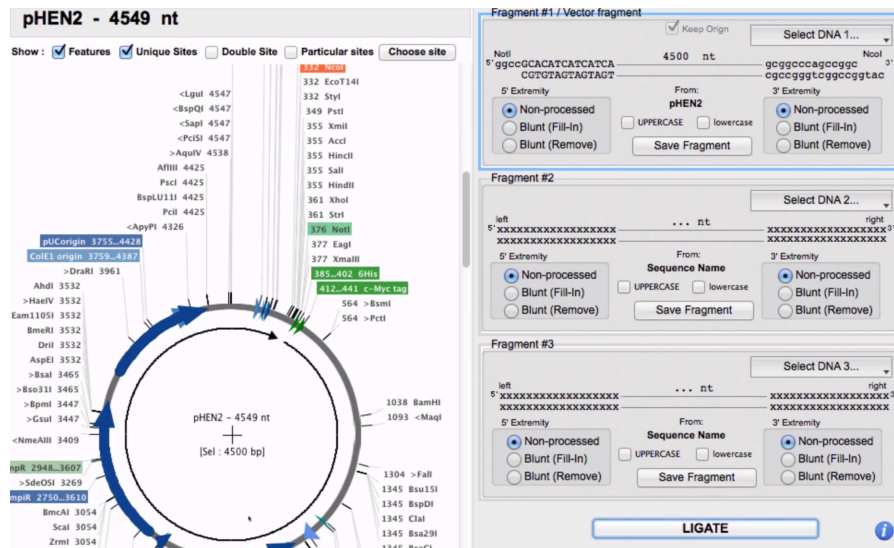 pHEN2 - 4549 nt
Show : Features Unique Sites Double Site Particular sites Choose site
332 NcoI
332 EcoT14I
332 StyI
349 PstI
355 XmiI
355 AccI
355 HincII
355 SalI
355 HindII
361 XhoI
361 StrI
376 NotI
377 EagI
377 XmaIII
385...402 6His
412...441 c-Myc tag
564 >BsmI
564 >PctI
1038 BamHI
1093 <MaqI
1304 >FalI
1345 Bsu15I
1345 BspDI
1345 ClaI
1345 Bsa29I
1345 BseCI
<LguI 4547
<BspQI 4547
<SapI 4547
<PciSI 4547
>AquIV 4538
AflIII 4425
PscI 4425
BspLU11I 4425
PciI 4425
<ApyPI 4326
pUCorigin 3755...4428
ColE1 origin 3759...4387
>DraRI 3961
AhdI 3532
>HaeIV 3532
Eam1105I 3532
BmeRI 3532
DriI 3532
AspEI 3532
>BsaI 3465
>Bso31I 3465
>BpmI 3447
>GsuI 3447
<NmeAIII 3409
mpR 2948...3607
>SdeOSI 3269
mpiR 2750...3610
BmcAI 3054
ScaI 3054
ZrmI 3054
pHEN2 - 4549 nt
[Sel : 4500 bp]
Fragment #1 / Vector fragment
Keep Orign
Select DNA 1...
NotI 4500 nt NcoI
5' ggccGCACATCATCATCA gcggcccagccggc 3'
CGTGTAGTAGTAGT cgccgggtcggccggtac
5' Extremity From: 3' Extremity
pHEN2
Non-processed UPPERCASE lowercase Non-processed
Blunt (Fill-In) Blunt (Fill-In)
Blunt (Remove) Save Fragment Blunt (Remove)
Fragment #2
Select DNA 2...
left ... nt right
5' xxxxxxxxxxxxxxxxxx xxxxxxxxxxxxxxxxxx 3'
xxxxxxxxxxxxxxxxxx xxxxxxxxxxxxxxxxxx
5' Extremity From: 3' Extremity
Sequence Name
Non-processed UPPERCASE lowercase Non-processed
Blunt (Fill-In) Blunt (Fill-In)
Blunt (Remove) Save Fragment Blunt (Remove)
Fragment #3
Select DNA 3...
left ... nt right
5' xxxxxxxxxxxxxxxxxx xxxxxxxxxxxxxxxxxx 3'
xxxxxxxxxxxxxxxxxx xxxxxxxxxxxxxxxxxx
5' Extremity From: 3' Extremity
Sequence Name
Non-processed UPPERCASE lowercase Non-processed
Blunt (Fill-In) Blunt (Fill-In)
Blunt (Remove) Save Fragment Blunt (Remove)
LIGATE
i